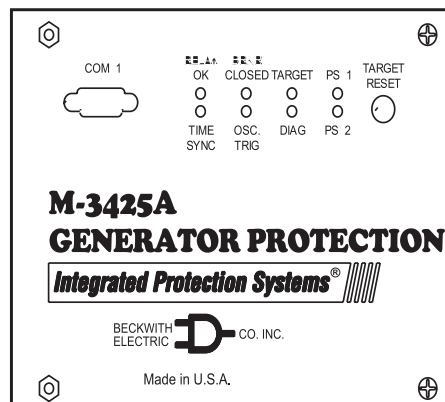 COM 1
OK CLOSED TARGET PS 1 TARGET RESET
TIME SYNC OSC. TRIG DIAG PS 2
M-3425A
GENERATOR PROTECTION
Integrated Protection Systems®
BECKWITH ELECTRIC CO. INC.
Made in U.S.A.